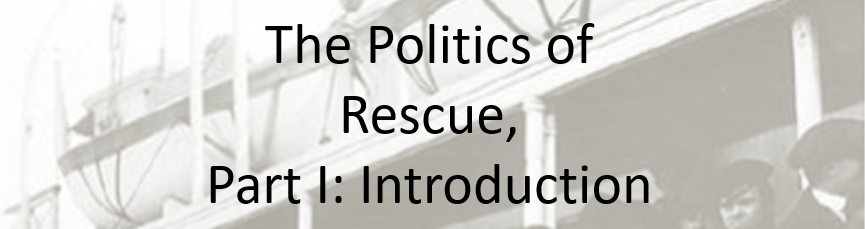 The Politics of
Rescue,
Part I: Introduction